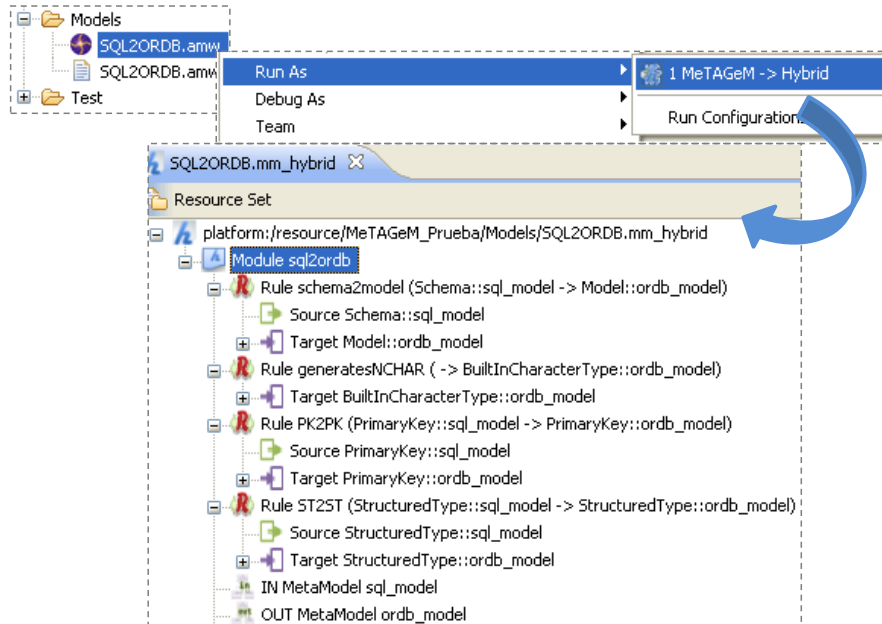 Models
SQL2ORDB.amw
SQL2ORDB.amw
Test
Run As
Debug As
Team
1 MeTAGeM -> Hybrid
Run Configuration
SQL2ORDB.mm_hybrid
Resource Set
platform:/resource/MeTAGeM_Prueba/Models/SQL2ORDB.mm_hybrid
Module sql2ordb
Rule schema2model (Schema::sql_model -> Model::ordb_model)
Source Schema::sql_model
Target Model::ordb_model
Rule generatesNCHAR ( -> BuiltInCharacterType::ordb_model)
Target BuiltInCharacterType::ordb_model
Rule PK2PK (PrimaryKey::sql_model -> PrimaryKey::ordb_model)
Source PrimaryKey::sql_model
Target PrimaryKey::ordb_model
Rule ST2ST (StructuredType::sql_model -> StructuredType::ordb_model)
Source StructuredType::sql_model
Target StructuredType::ordb_model
in IN MetaModel sql_model
out OUT MetaModel ordb_model